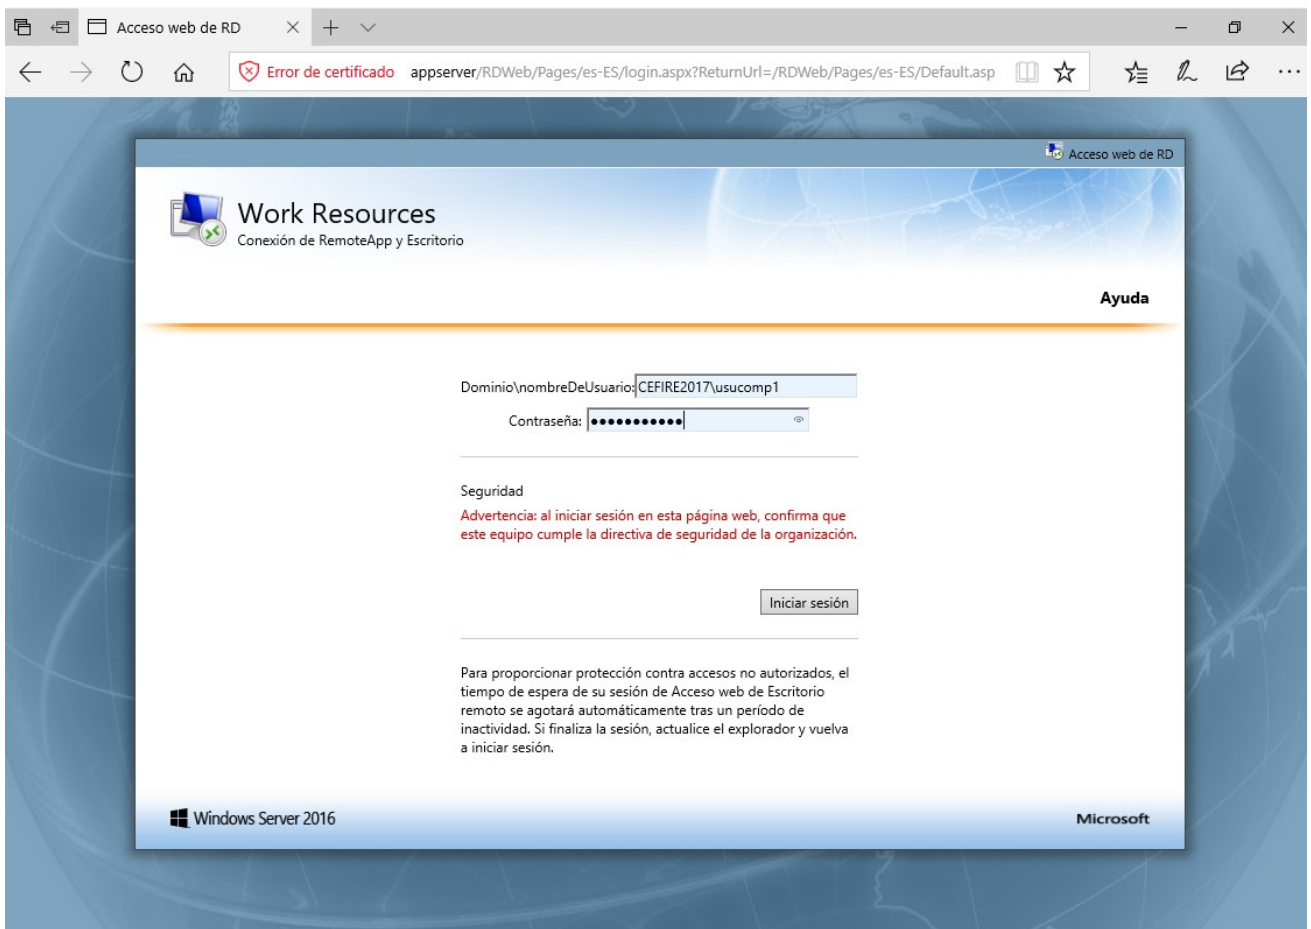 Acceso web de RD
Error de certificado appserver/RDWeb/Pages/es-ES/login.aspx?ReturnUrl=/RDWeb/Pages/es-ES/Default.asp
Acceso web de RD
Work Resources
Conexión de RemoteApp y Escritorio
Ayuda
Dominio\nombreDeUsuario: CEFIRE2017\usucomp1
Contraseña: •••••••••••
Seguridad
Advertencia: al iniciar sesión en esta página web, confirma que
este equipo cumple la directiva de seguridad de la organización.
Iniciar sesión
Para proporcionar protección contra accesos no autorizados, el
tiempo de espera de su sesión de Acceso web de Escritorio
remoto se agotará automáticamente tras un período de
inactividad. Si finaliza la sesión, actualice el explorador y vuelva
a iniciar sesión.
Windows Server 2016
Microsoft